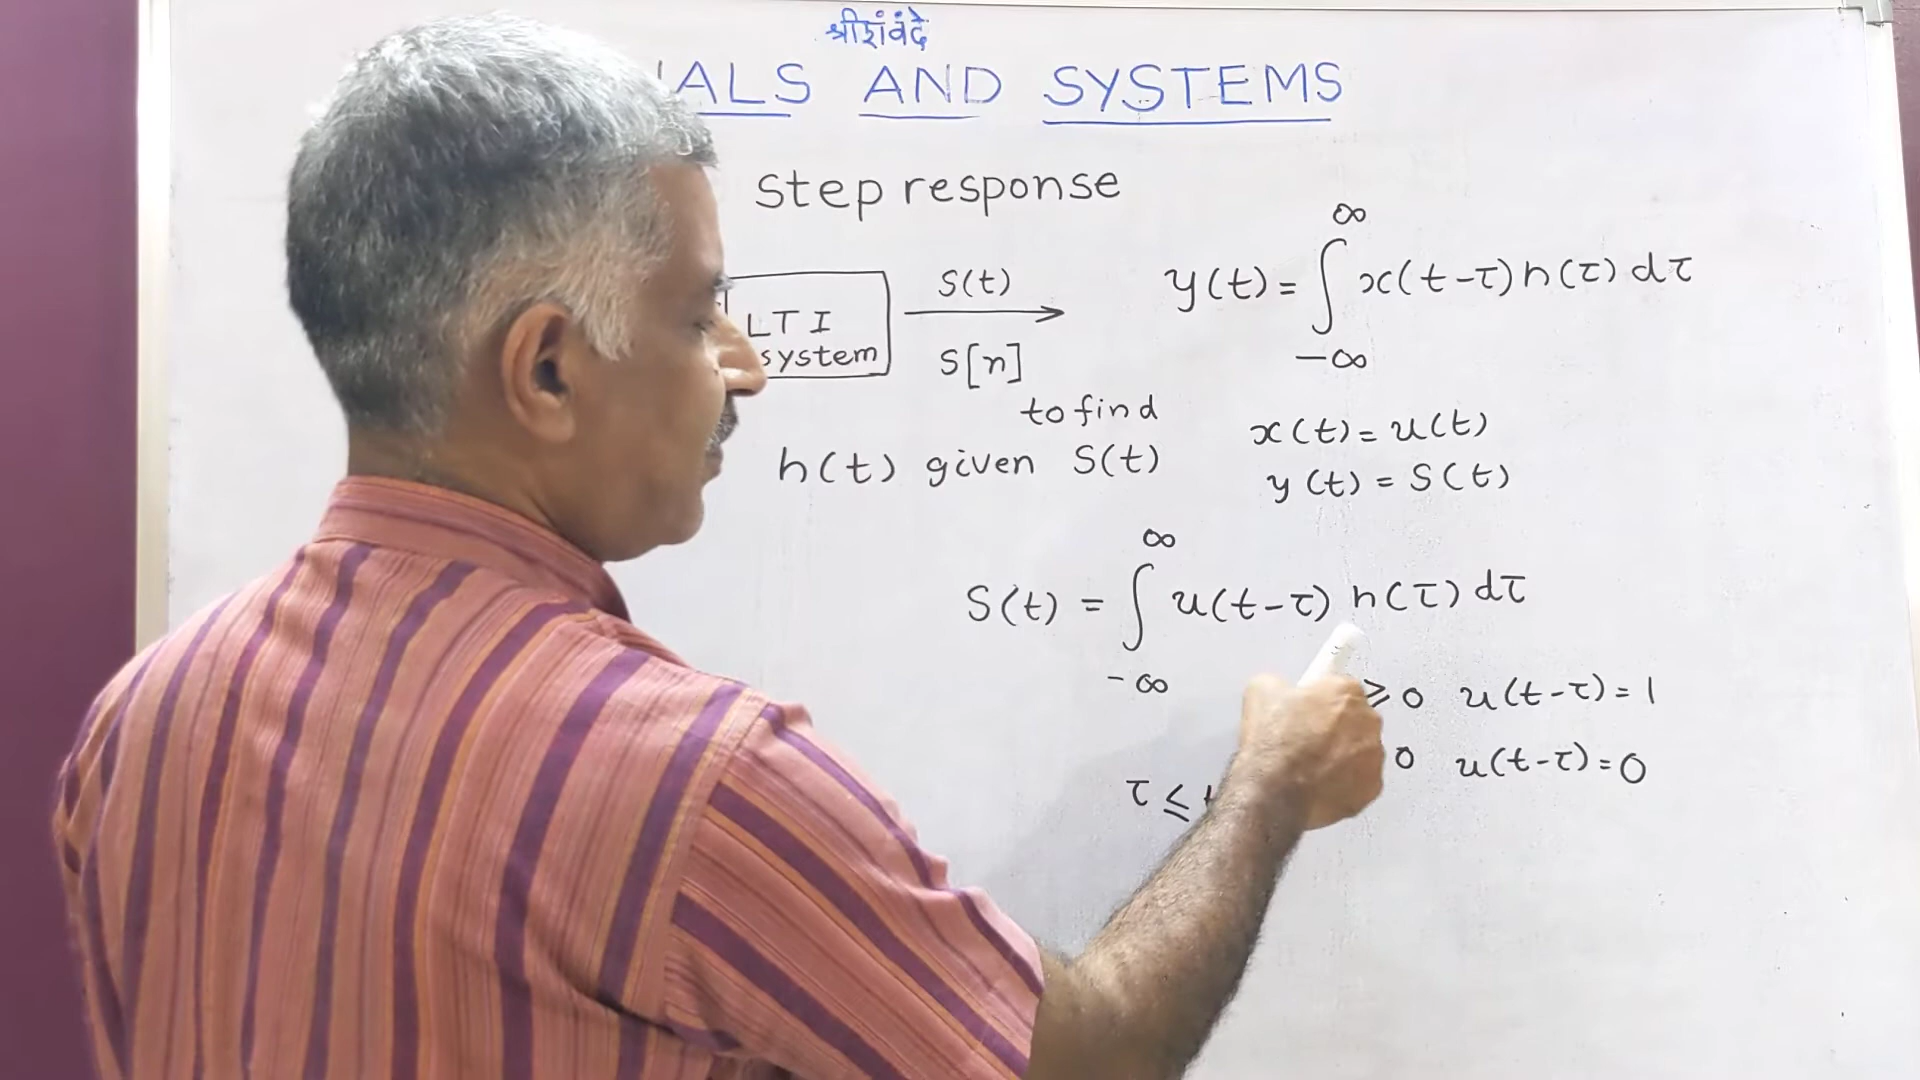 श्रीशंवंदे
ALS AND SYSTEMS
Step response
LTI
system
S(t)
S[n]
y(t) = ∫ x(t-τ) h(τ) dτ
∞
-∞
to find
h(t) given S(t)
x(t) = u(t)
y(t) = S(t)
∞
S(t) = ∫ u(t-τ) h(τ) dτ
-∞
≥ 0 u(t-τ) = 1
0 u(t-τ) = 0
τ ≤